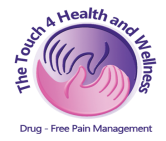 The Touch 4 Health and Wellness
Drug - Free Pain Management